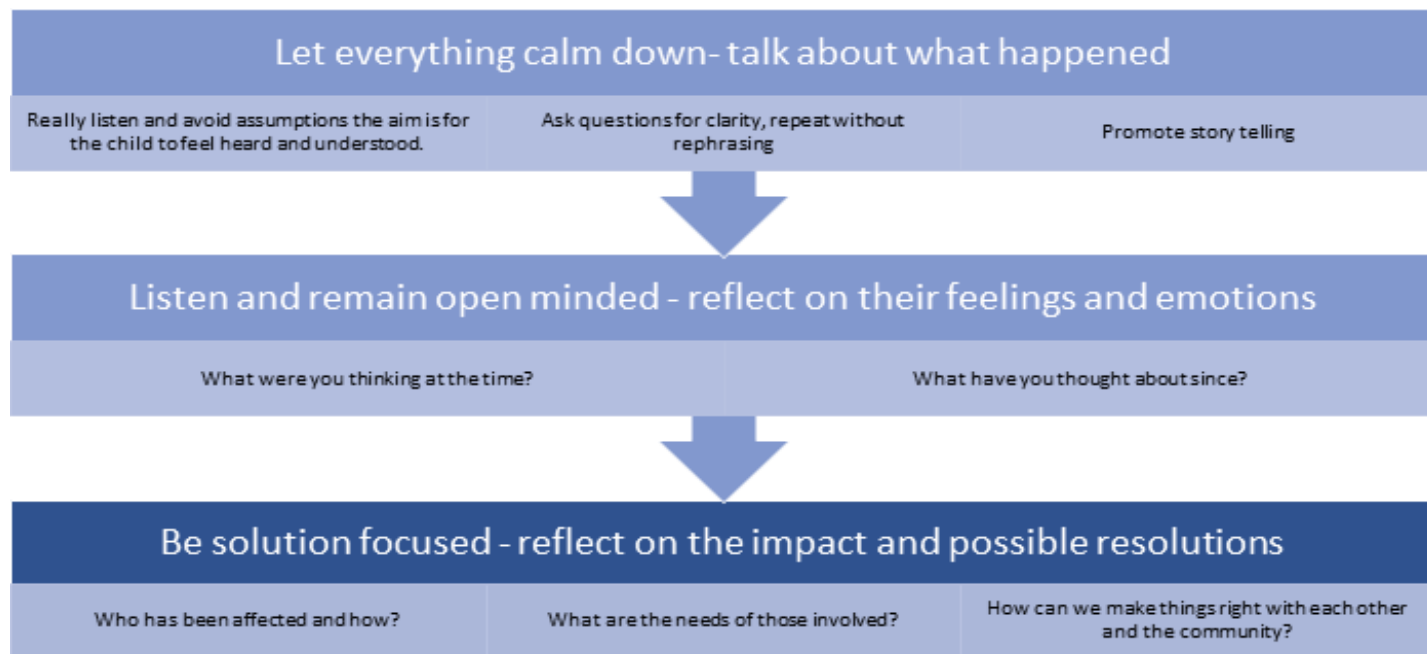 Let everything calm down- talk about what happened
Really listen and avoid assumptions the aim is for
the child to feel heard and understood.
Ask questions for clarity, repeat without
rephrasing
Promote story telling
Listen and remain open minded - reflect on their feelings and emotions
What were you thinking at the time?
What have you thought about since?
Be solution focused - reflect on the impact and possible resolutions
Who has been affected and how?
What are the needs of those involved?
How can we make things right with each other
and the community?